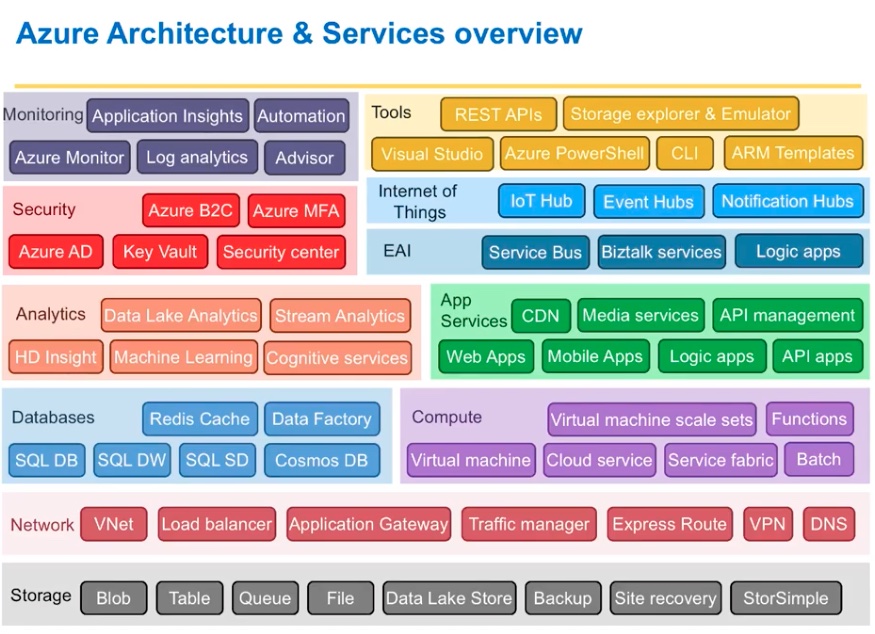 Azure Architecture & Services overview
Monitoring Application Insights Automation
Azure Monitor Log analytics Advisor
Tools REST APIs Storage explorer & Emulator
Visual Studio Azure PowerShell CLI ARM Templates
Security Azure B2C Azure MFA
Azure AD Key Vault Security center
Internet of
Things
IoT Hub Event Hubs Notification Hubs
EAI Service Bus Biztalk services Logic apps
Analytics Data Lake Analytics Stream Analytics
HD Insight Machine Learning Cognitive services
App
Services
CDN Media services API management
Web Apps Mobile Apps Logic apps API apps
Databases Redis Cache Data Factory
SQL DB SQL DW SQL SD Cosmos DB
Compute Virtual machine scale sets Functions
Virtual machine Cloud service Service fabric Batch
Network VNet Load balancer Application Gateway Traffic manager Express Route VPN DNS
Storage Blob Table Queue File Data Lake Store Backup Site recovery StorSimple